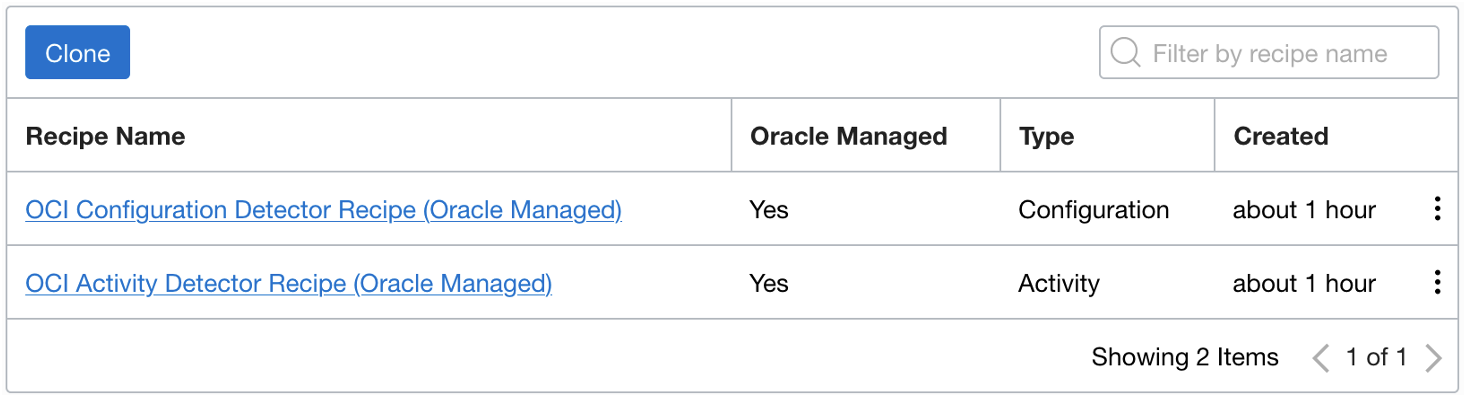 Clone
Filter by recipe name
Recipe Name Oracle Managed Type Created
OCI Configuration Detector Recipe (Oracle Managed) Yes Configuration about 1 hour
OCI Activity Detector Recipe (Oracle Managed) Yes Activity about 1 hour
Showing 2 Items 1 of 1